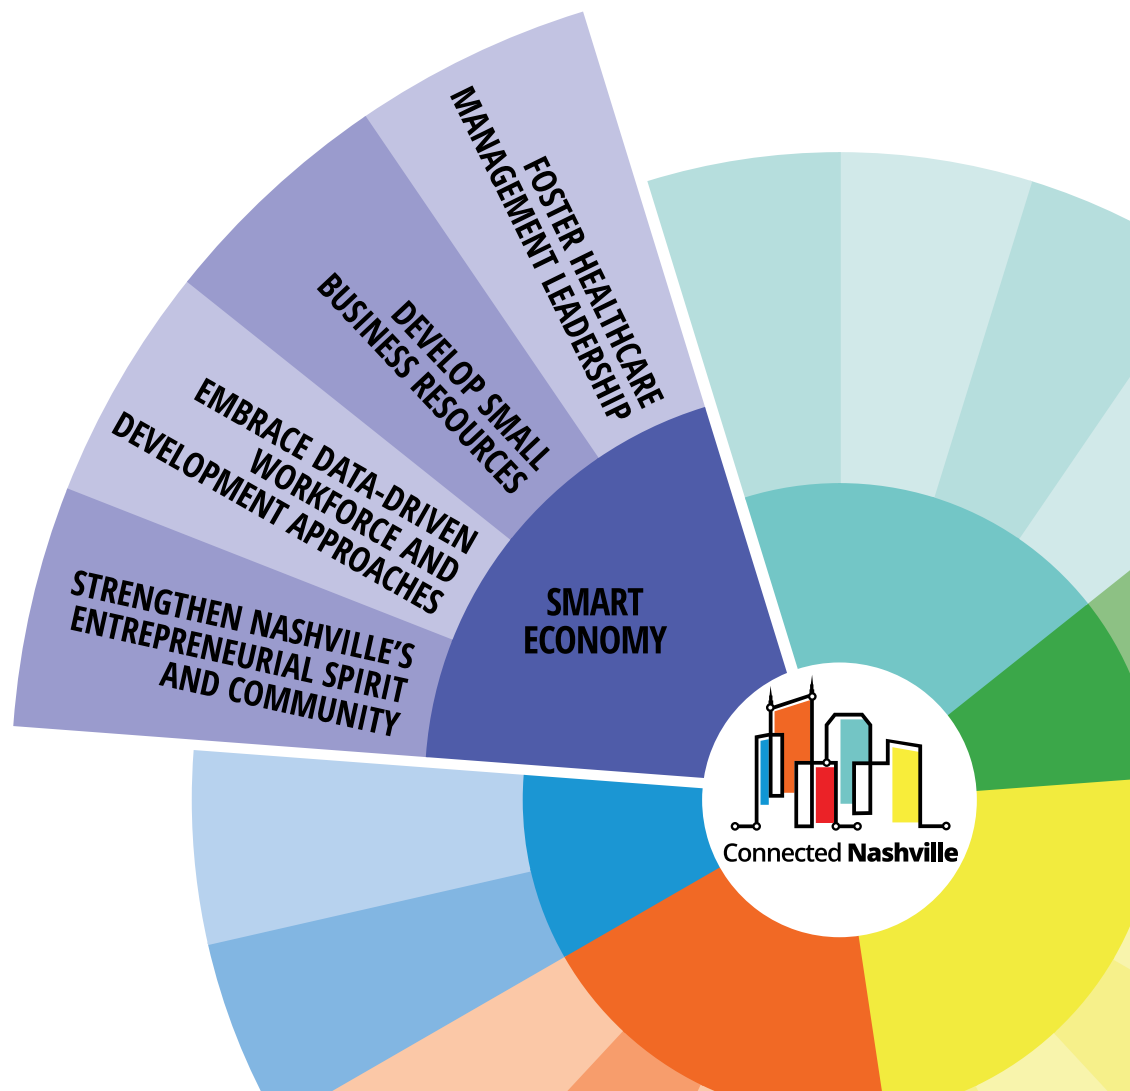 FOSTER HEALTHCARE
MANAGEMENT LEADERSHIP
DEVELOP SMALL
BUSINESS RESOURCES
EMBRACE DATA-DRIVEN
WORKFORCE AND
DEVELOPMENT APPROACHES
STRENGTHEN NASHVILLE’S
ENTREPRENEURIAL SPIRIT
AND COMMUNITY
SMART
ECONOMY
Connected Nashville